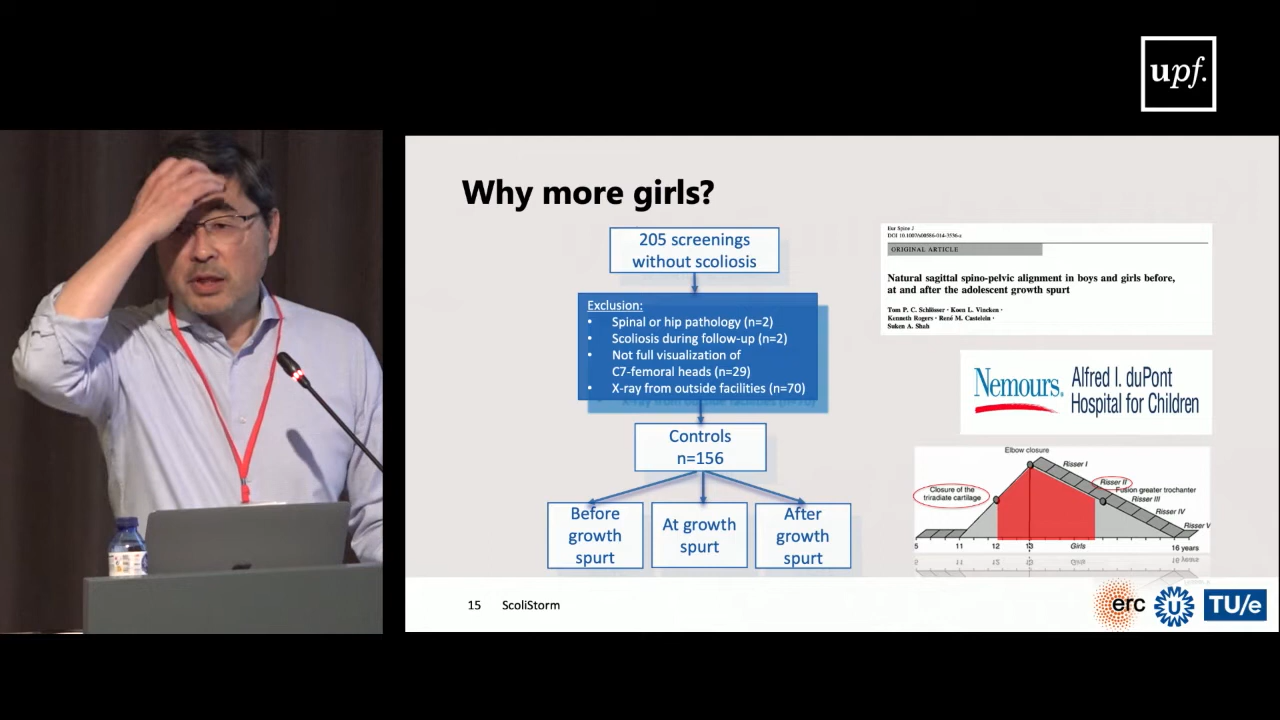 upf.
Why more girls?
205 screenings
without scoliosis
Exclusion:
• Spinal or hip pathology (n=2)
• Scoliosis during follow-up (n=2)
• Not full visualization of
C7-femoral heads (n=29)
• X-ray from outside facilities (n=70)
Controls
n=156
Before
growth
spurt
At growth
spurt
After
growth
spurt
Eur Spine J
DOI 10.1007/s00586-014-3536-z
ORIGINAL ARTICLE
Natural sagittal spino-pelvic alignment in boys and girls before,
at and after the adolescent growth spurt
Tom P. C. Schlösser · Koen L. Vincken ·
Kenneth Rogers · René M. Castelein ·
Suken A. Shah
Nemours.
Alfred I. duPont
Hospital for Children
Elbow closure
Risser I
Closure of the
triadiate cartilage
Risser II
Fusion greater trochanter
Risser III
Risser IV
Risser V
5 11 12 13 Girls 16 years
15 ScoliStorm
erc
U
TU/e